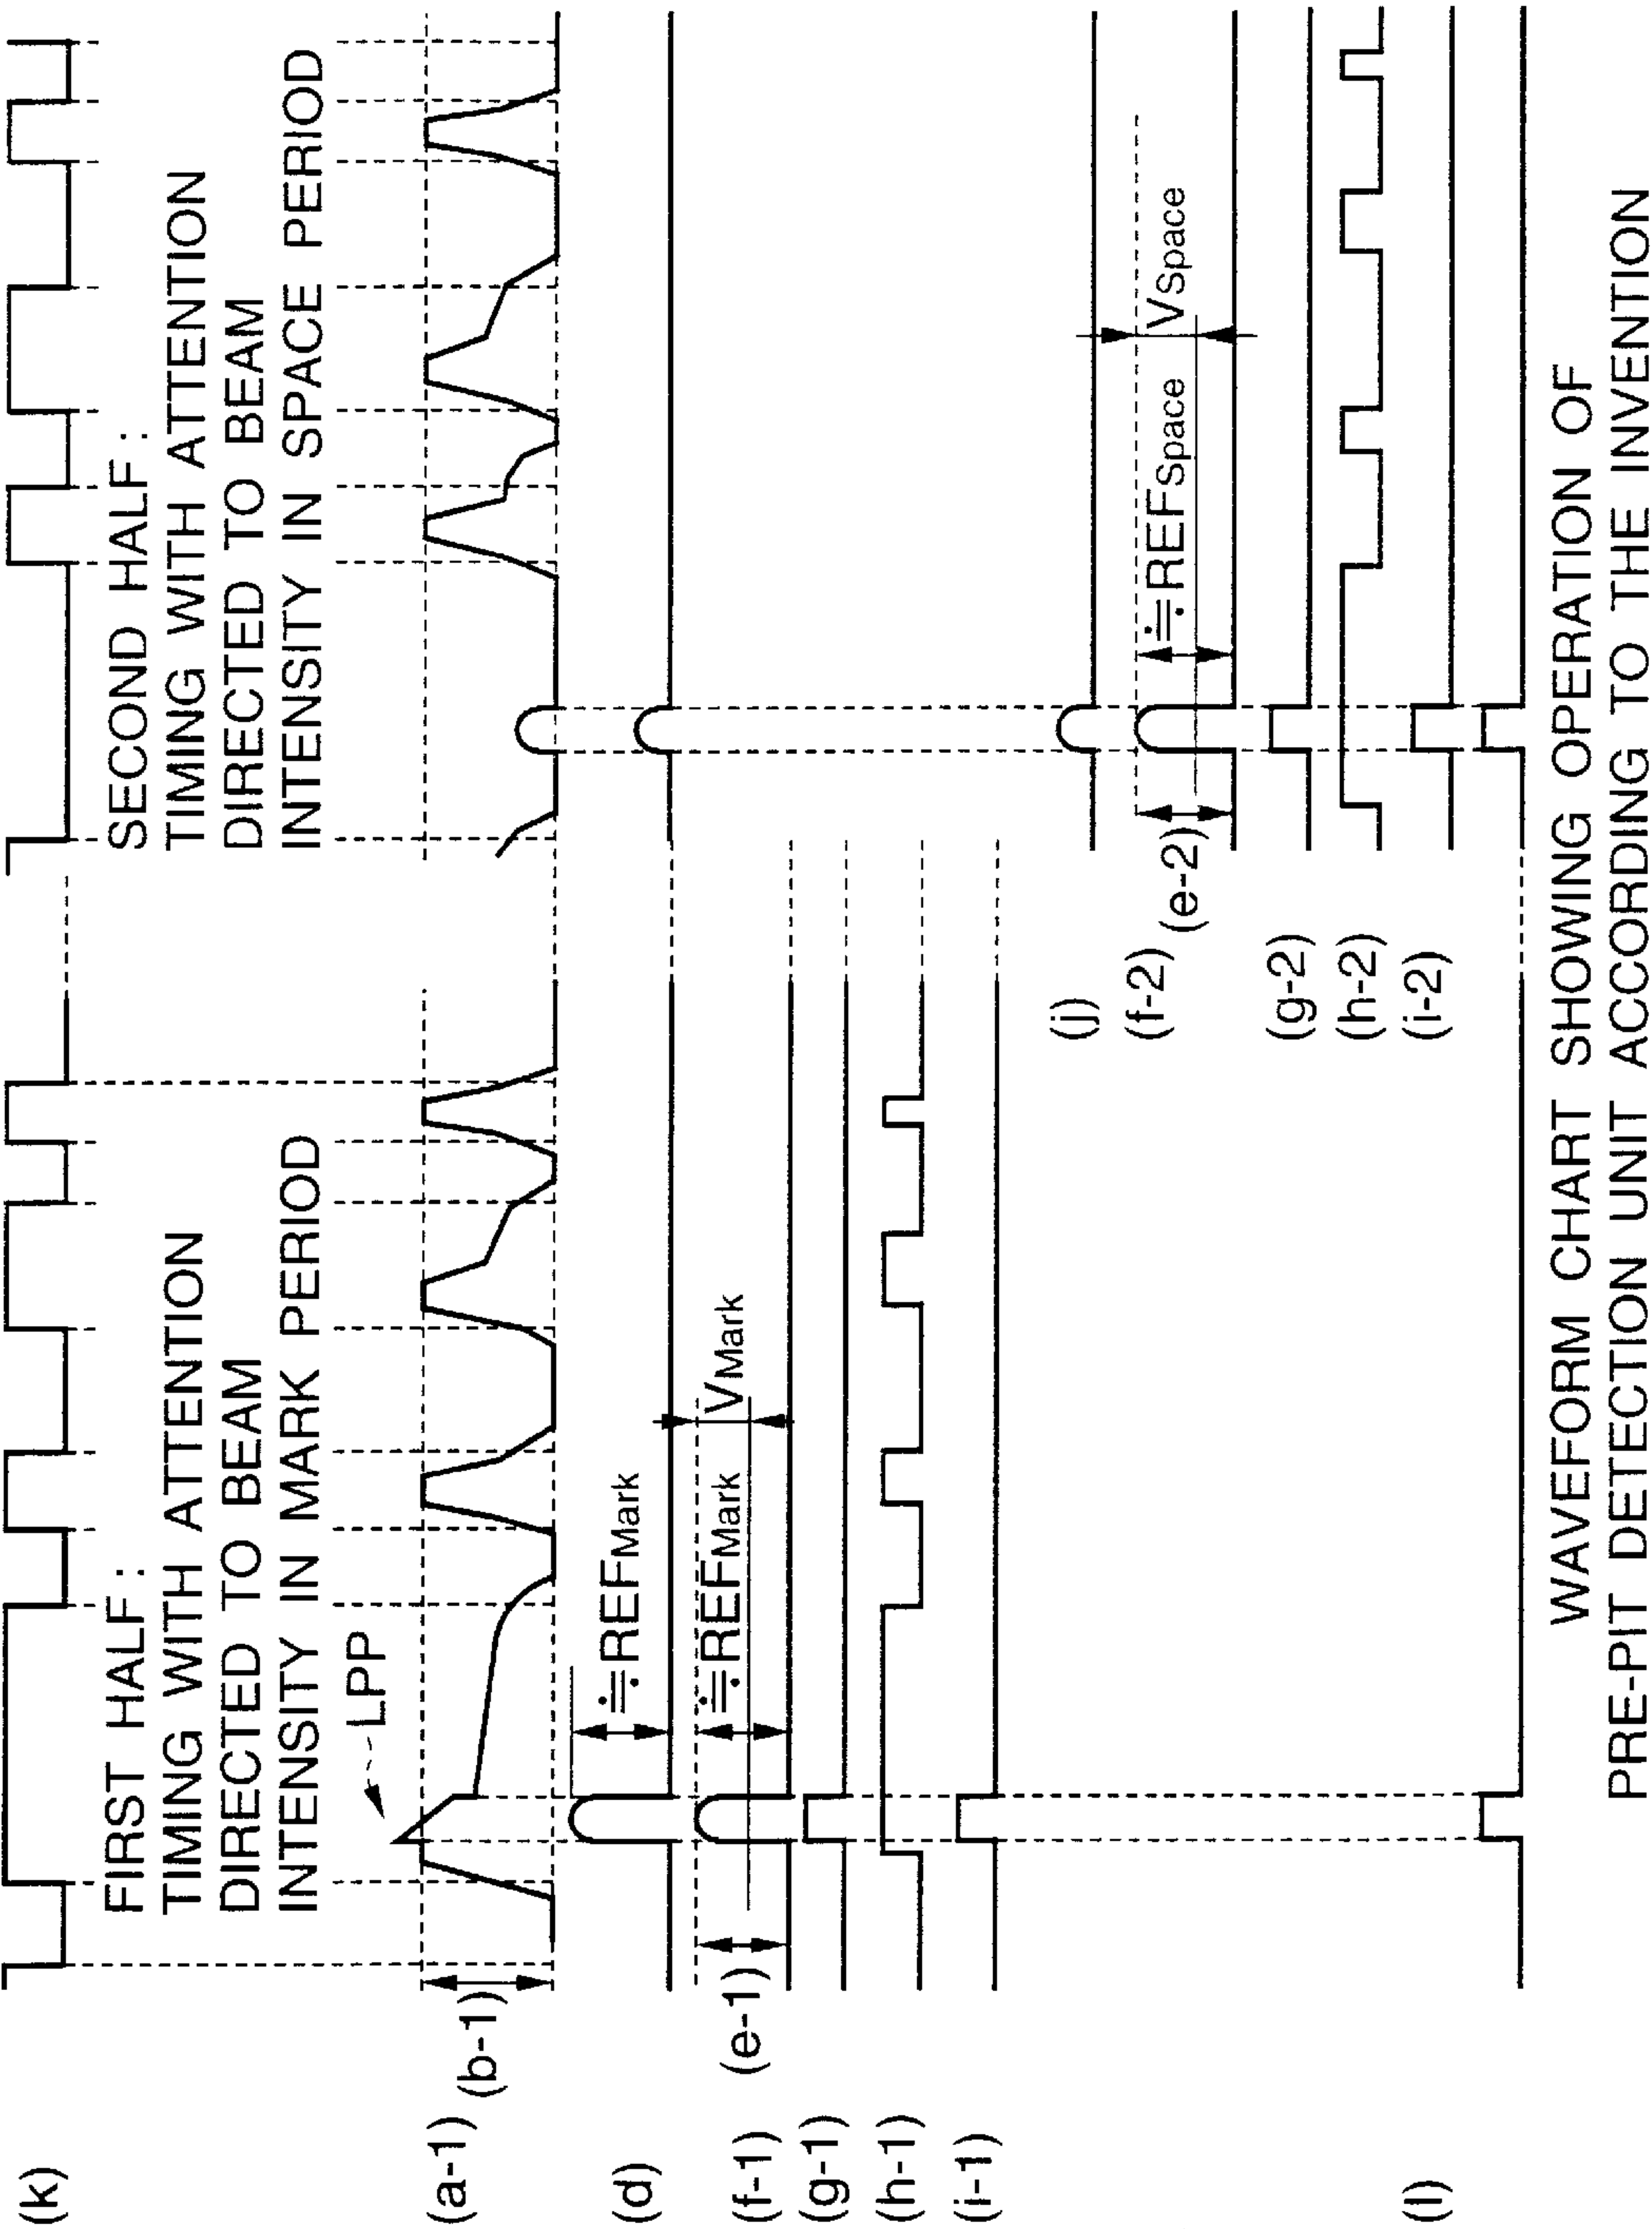 (k)
FIRST HALF :
TIMING WITH ATTENTION
DIRECTED TO BEAM
INTENSITY IN MARK PERIOD
SECOND HALF :
TIMING WITH ATTENTION
DIRECTED TO BEAM
INTENSITY IN SPACE PERIOD
LPP
(a-1)
(b-1)
(d)
≒REFMark
(f-1)
(e-1)
≒REFMark
VMark
(g-1)
(h-1)
(i-1)
(j)
(f-2)
(e-2)
≒REFSpace
VSpace
(g-2)
(h-2)
(i-2)
(l)
WAVEFORM CHART SHOWING OPERATION OF
PRE-PIT DETECTION UNIT ACCORDING TO THE INVENTION